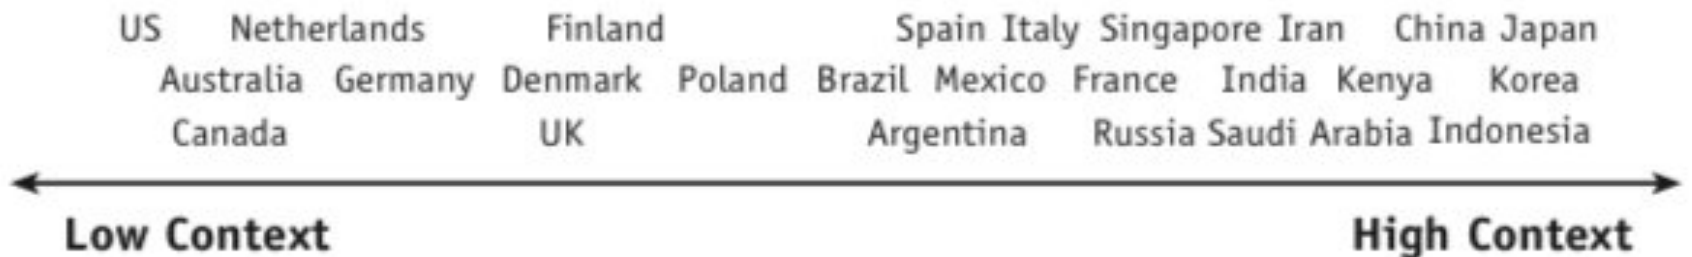 US Netherlands Finland Spain Italy Singapore Iran China Japan
Australia Germany Denmark Poland Brazil Mexico France India Kenya Korea
Canada UK Argentina Russia Saudi Arabia Indonesia
Low Context High Context